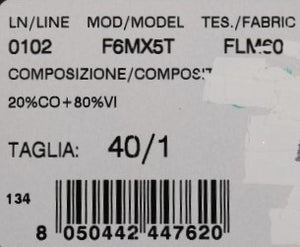 LN/LINE MOD/MODEL TES./FABRIC
0102 F6MX5T
COMPOSIZIONE/COMPOSIT
20%CO+80%VI
TAGLIA: 40/1
134
8 050442 447620